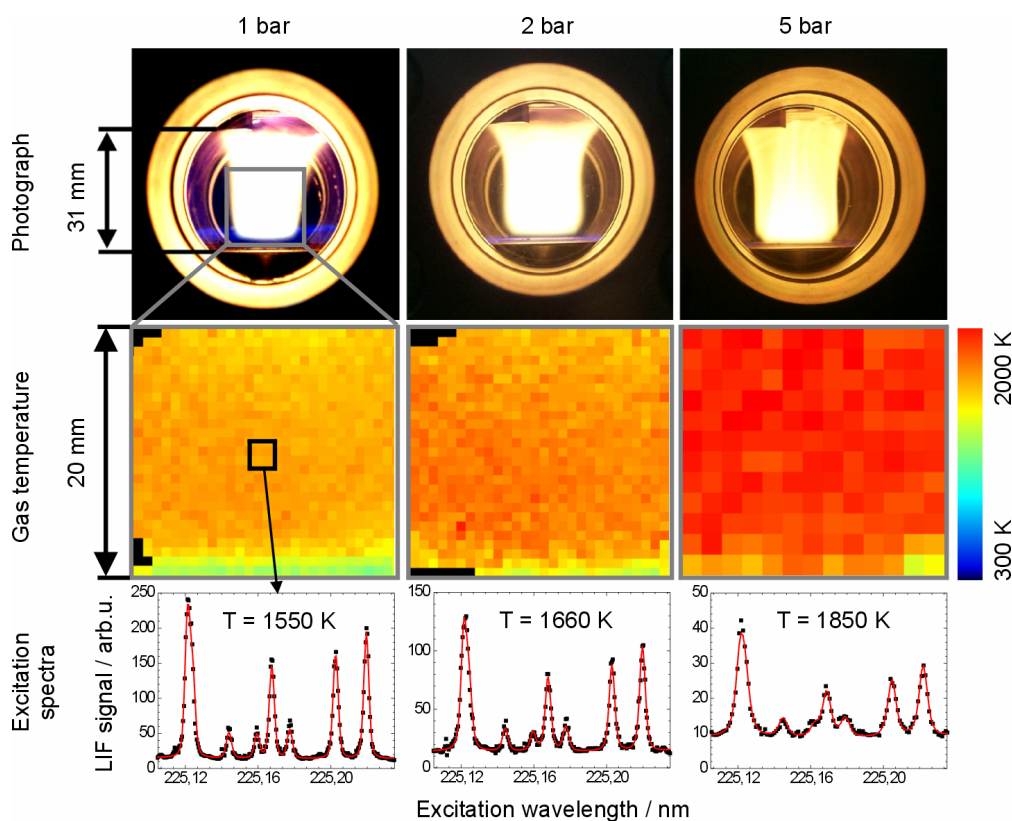 1 bar 2 bar 5 bar
Photograph
31 mm
Gas temperature
20 mm
2000 K
300 K
Excitation
spectra
LIF signal / arb.u.
250
200
150
100
50
0
T = 1550 K
225,12 225,16 225,20
150
100
50
0
T = 1660 K
225,12 225,16 225,20
50
40
30
20
10
0
T = 1850 K
225,12 225,16 225,20
Excitation wavelength / nm